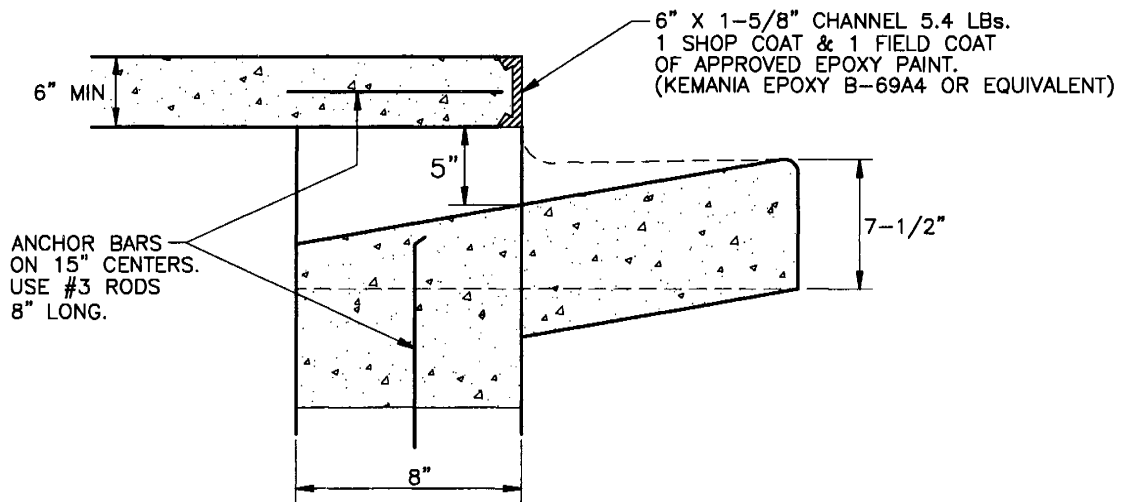 6" X 1-5/8" CHANNEL 5.4 LBs.
1 SHOP COAT & 1 FIELD COAT
OF APPROVED EPOXY PAINT.
(KEMANIA EPOXY B-69A4 OR EQUIVALENT)
6" MIN
5"
7-1/2"
ANCHOR BARS
ON 15" CENTERS.
USE #3 RODS
8" LONG.
8"